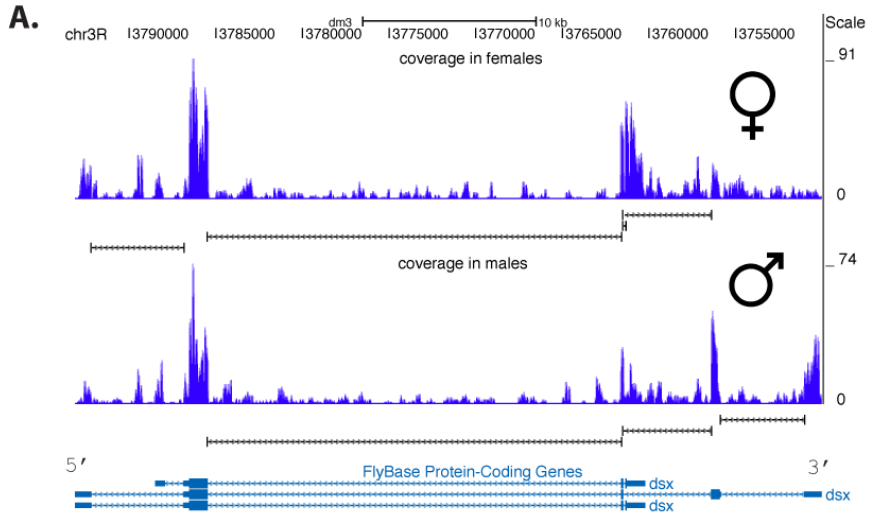 A.
dm3 10 kb Scale
chr3R 13790000 13785000 13780000 13775000 13770000 13765000 13760000 13755000
coverage in females
91
0
coverage in males
74
0
5' 3'
FlyBase Protein-Coding Genes
dsx
dsx
dsx